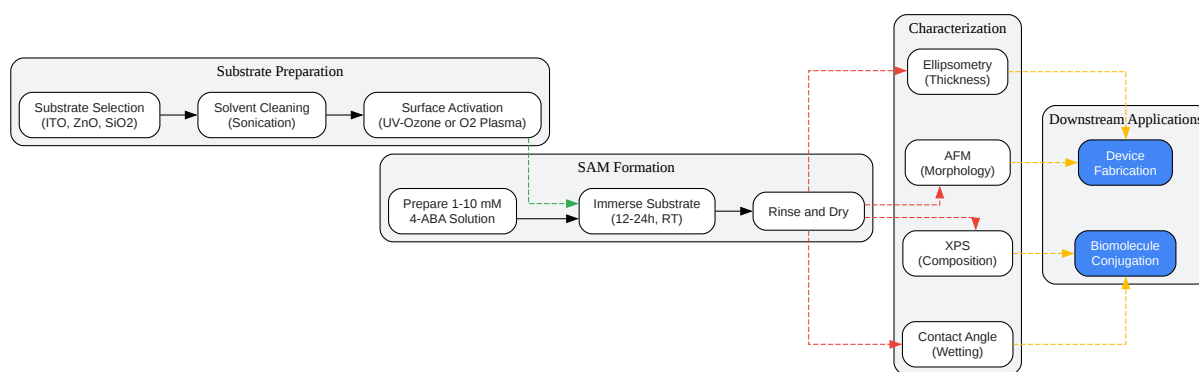 Substrate Preparation
Substrate Selection
(ITO, ZnO, SiO2)
Solvent Cleaning
(Sonication)
Surface Activation
(UV-Ozone or O2 Plasma)
SAM Formation
Prepare 1-10 mM
4-ABA Solution
Immerse Substrate
(12-24h, RT)
Rinse and Dry
Characterization
Ellipsometry
(Thickness)
AFM
(Morphology)
XPS
(Composition)
Contact Angle
(Wetting)
Downstream Applications
Device
Fabrication
Biomolecule
Conjugation